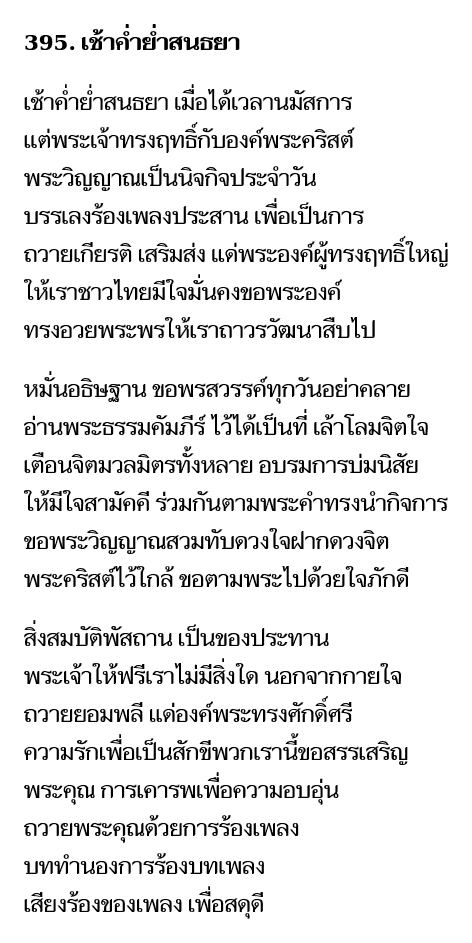 395. เช้าค่ำย่ำสนธยา
เช้าค่ำย่ำสนธยา เมื่อได้เวลานมัสการ
แต่พระเจ้าทรงฤทธิ์กับองค์พระคริสต์
พระวิญญาณเป็นนิจกิจประจำวัน
บรรเลงร้องเพลงประสาน เพื่อเป็นการ
ถวายเกียรติ เสริมส่ง แด่พระองค์ผู้ทรงฤทธิ์ใหญ่
ให้เราชาวไทยมีใจมั่นคงขอพระองค์
ทรงอวยพระพรให้เราถาวรวัฒนาสืบไป
หมั่นอธิษฐาน ขอพรสวรรค์ทุกวันอย่าคลาย
อ่านพระธรรมคัมภีร์ ไว้ได้เป็นที่ เล้าโลมจิตใจ
เตือนจิตมวลมิตรทั้งหลาย อบรมการบ่มนิสัย
ให้มีใจสามัคคี ร่วมกันตามพระคำทรงนำกิจการ
ขอพระวิญญาณสวมทับดวงใจฝากดวงจิต
พระคริสต์ไว้ใกล้ ขอตามพระไปด้วยใจภักดี
สิ่งสมบัติพัสถาน เป็นของประทาน
พระเจ้าให้ฟรีเราไม่มีสิ่งใด นอกจากกายใจ
ถวายยอมพลี แด่องค์พระทรงศักดิ์ศรี
ความรักเพื่อเป็นสักขีพวกเรานี้ขอสรรเสริญ
พระคุณ การเคารพเพื่อความอบอุ่น
ถวายพระคุณด้วยการร้องเพลง
บททำนองการร้องบทเพลง
เสียงร้องของเพลง เพื่อสดุดี